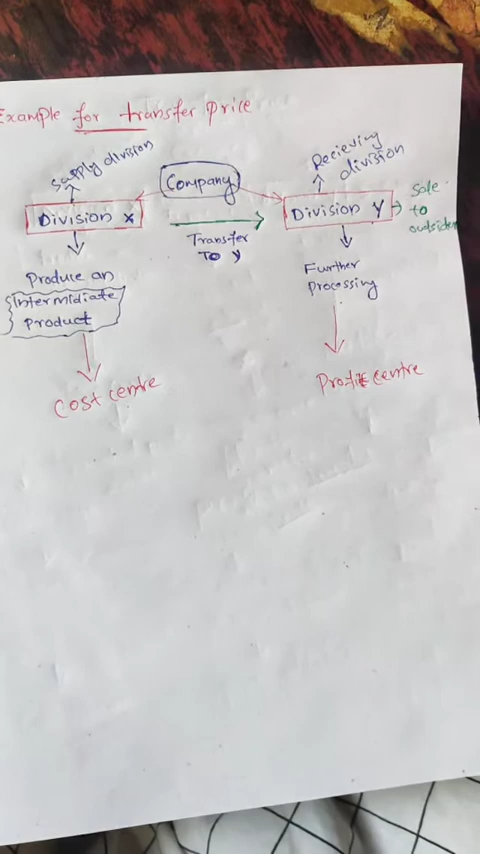 Example for transfer price
Supply division
Company
Recieving
division
Division X
Division Y
Sale
to
outsiden
Transfer
To Y
Produce an
Intermidiate
Product
Further
Processing
Cost centre
Profit centre